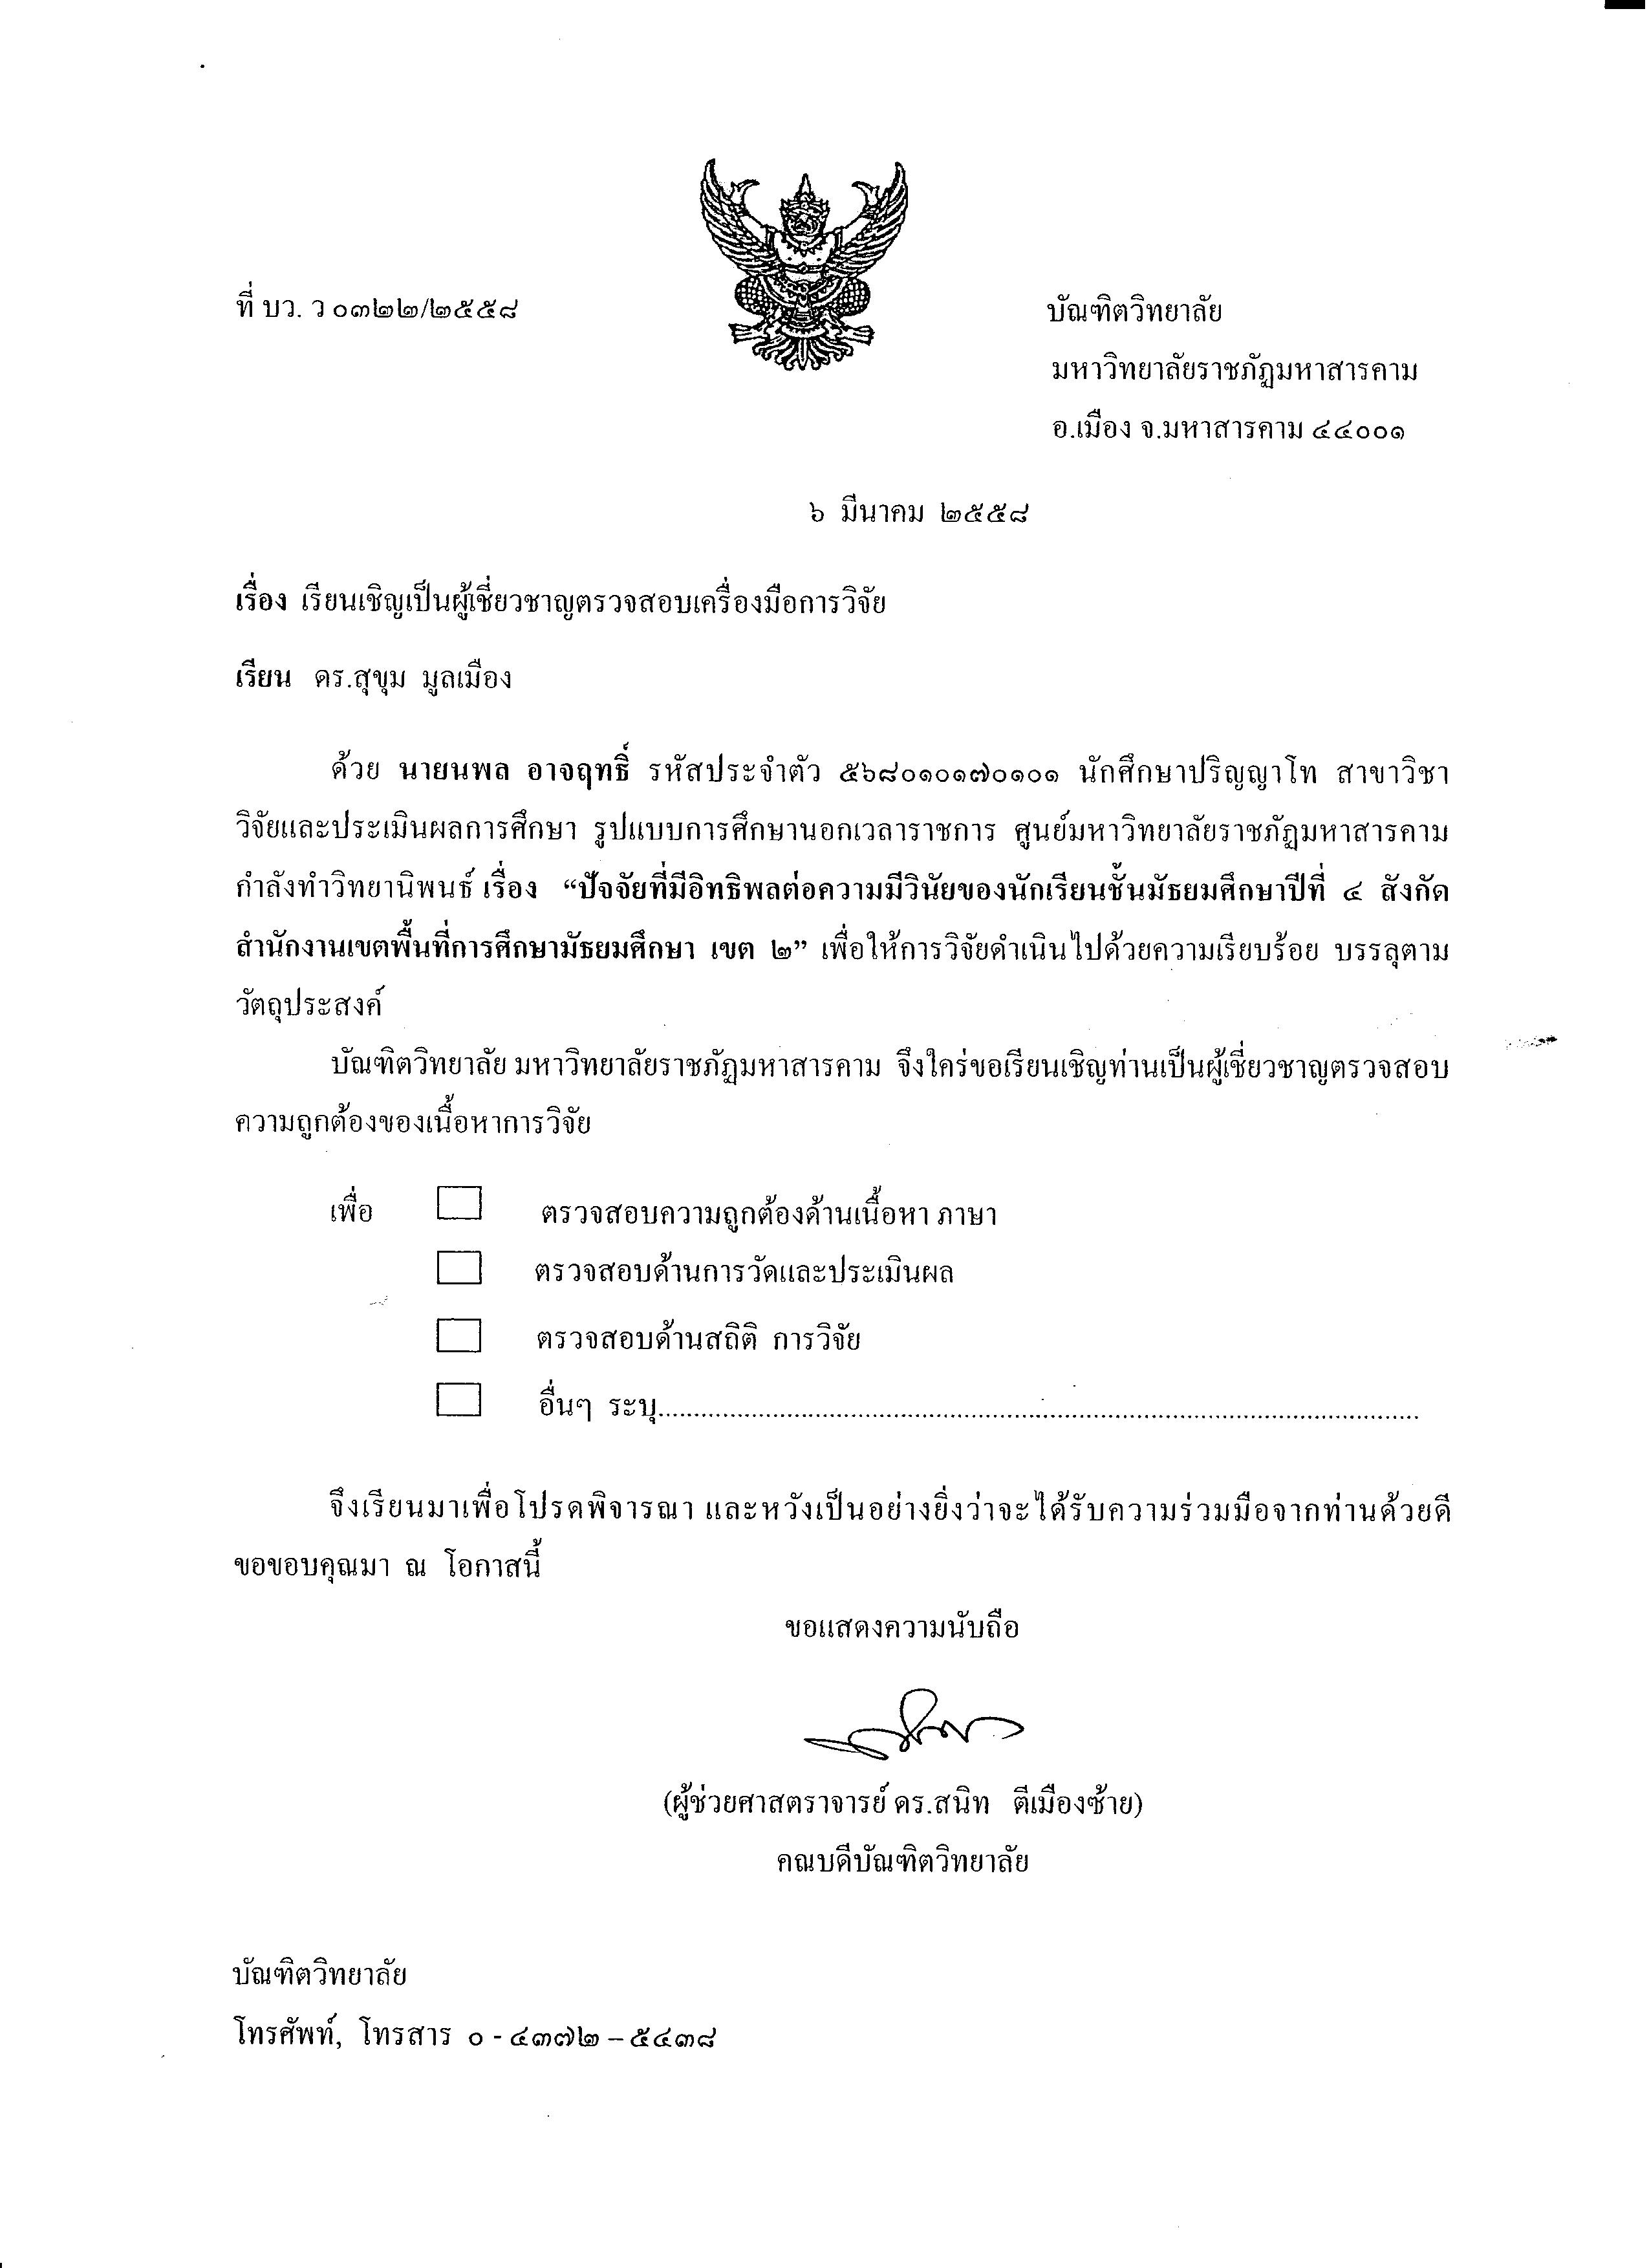 ที่ บว. ว ๐๓๒๒/๒๕๕๘
บัณฑิตวิทยาลัย
มหาวิทยาลัยราชภัฏมหาสารคาม
อ.เมือง จ.มหาสารคาม ๔๔๐๐๑
๖ มีนาคม ๒๕๕๘
เรื่อง เรียนเชิญเป็นผู้เชี่ยวชาญตรวจสอบเครื่องมือการวิจัย
เรียน ดร.สุขุม มูลเมือง
ด้วย นายนพล อาจฤทธิ์ รหัสประจำตัว ๕๖๘๐๑๐๑๗๐๑๐๑ นักศึกษาปริญญาโท สาขาวิชา
วิจัยและประเมินผลการศึกษา รูปแบบการศึกษานอกเวลาราชการ ศูนย์มหาวิทยาลัยราชภัฏมหาสารคาม
กำลังทำวิทยานิพนธ์ เรื่อง “ปัจจัยที่มีอิทธิพลต่อความมีวินัยของนักเรียนชั้นมัธยมศึกษาปีที่ ๔ สังกัด
สำนักงานเขตพื้นที่การศึกษามัธยมศึกษา เขต ๒” เพื่อให้การวิจัยดำเนินไปด้วยความเรียบร้อย บรรลุตาม
วัตถุประสงค์
บัณฑิตวิทยาลัย มหาวิทยาลัยราชภัฏมหาสารคาม จึงใคร่ขอเรียนเชิญท่านเป็นผู้เชี่ยวชาญตรวจสอบ
ความถูกต้องของเนื้อหาการวิจัย
เพื่อ ตรวจสอบความถูกต้องด้านเนื้อหา ภาษา
ตรวจสอบด้านการวัดและประเมินผล
ตรวจสอบด้านสถิติ การวิจัย
อื่นๆ ระบุ..............................................................................................................
จึงเรียนมาเพื่อโปรดพิจารณา และหวังเป็นอย่างยิ่งว่าจะได้รับความร่วมมือจากท่านด้วยดี
ขอขอบคุณมา ณ โอกาสนี้
ขอแสดงความนับถือ
(ผู้ช่วยศาสตราจารย์ ดร.สนิท ตีเมืองซ้าย)
คณบดีบัณฑิตวิทยาลัย
บัณฑิตวิทยาลัย
โทรศัพท์, โทรสาร ๐ - ๔๓๗๒ – ๕๔๓๘